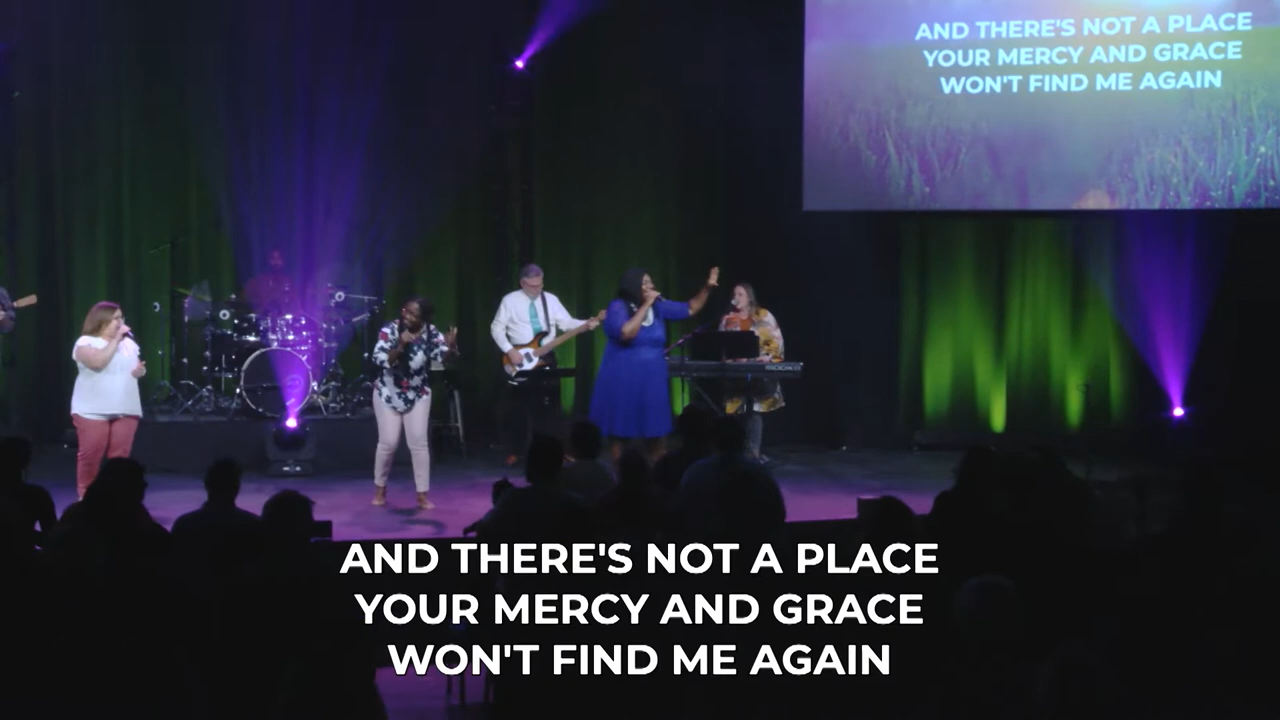 AND THERE'S NOT A PLACE
YOUR MERCY AND GRACE
WON'T FIND ME AGAIN
AND THERE'S NOT A PLACE
YOUR MERCY AND GRACE
WON'T FIND ME AGAIN